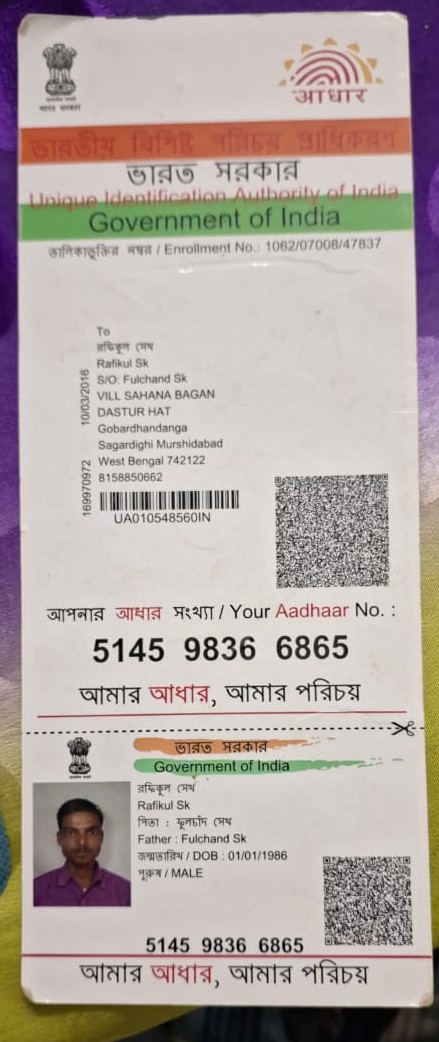 आधार
ভারতীয় বিশিষ্ট পরিচয় প্রাধিকরণ
ভারত সরকার
Unique Identification Authority of India
Government of India
তালিকাভুক্তির নম্বর / Enrollment No.: 1062/07008/47837
To
রফিকুল সেখ
Rafikul Sk
S/O: Fulchand Sk
VILL SAHANA BAGAN
DASTUR HAT
Gobardhandanga
Sagardighi Murshidabad
West Bengal 742122
8158850662
169970972 10/03/2016
UA010548560IN
আপনার আধার সংখ্যা / Your Aadhaar No. :
5145 9836 6865
আমার আধার, আমার পরিচয়
ভারত সরকার
Government of India
রফিকুল সেখ
Rafikul Sk
পিতা : ফুলচাঁদ সেখ
Father : Fulchand Sk
জন্মতারিখ / DOB : 01/01/1986
পুরুষ / MALE
5145 9836 6865
আমার আধার, আমার পরিচয়